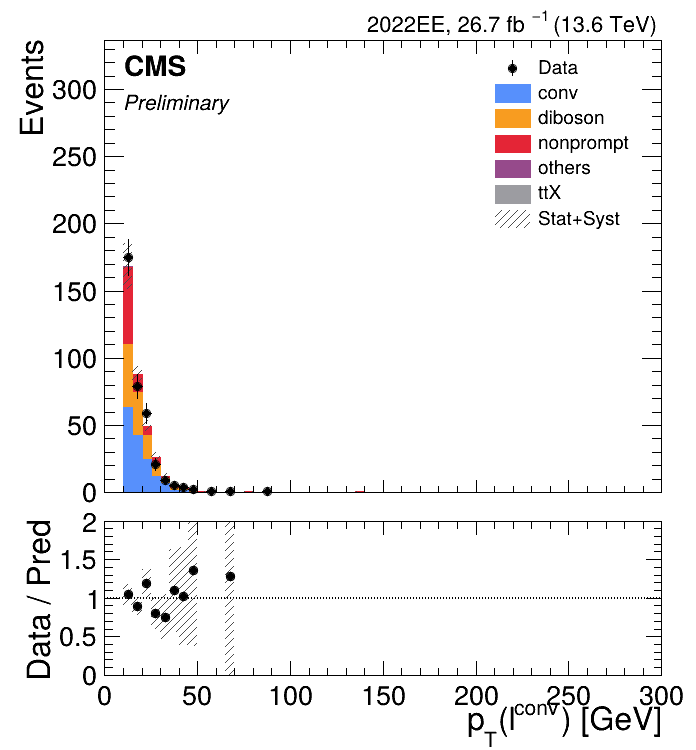 2022EE, 26.7 fb⁻¹ (13.6 TeV)
CMS
Preliminary
Events
300
250
200
150
100
50
0
Data
conv
diboson
nonprompt
others
ttX
Stat+Syst
Data / Pred
2
1.5
1
0.5
0
0 50 100 150 200 250 300
p_T(l^conv) [GeV]